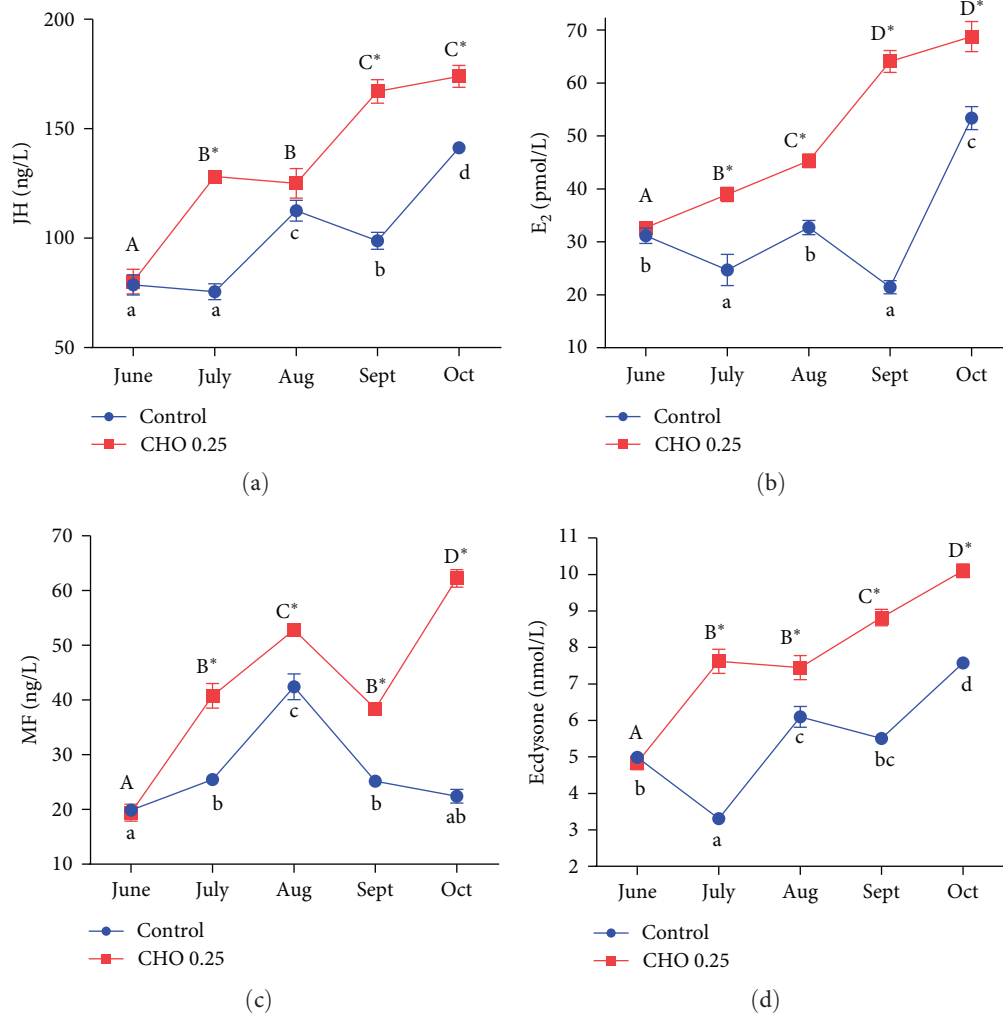 200
150
100
50
JH (ng/L)
A
B*
B
C*
C*
a
a
c
b
d
June July Aug Sept Oct
Control
CHO 0.25
(a)
70
60
50
40
30
20
10
E₂ (pmol/L)
A
B*
C*
D*
D*
b
a
b
a
c
June July Aug Sept Oct
Control
CHO 0.25
(b)
70
60
50
40
30
20
10
MF (ng/L)
A
B*
C*
B*
D*
a
b
c
b
ab
June July Aug Sept Oct
Control
CHO 0.25
(c)
11
10
9
8
7
6
5
4
3
2
Ecdysone (nmol/L)
A
B*
B*
C*
D*
b
a
c
bc
d
June July Aug Sept Oct
Control
CHO 0.25
(d)